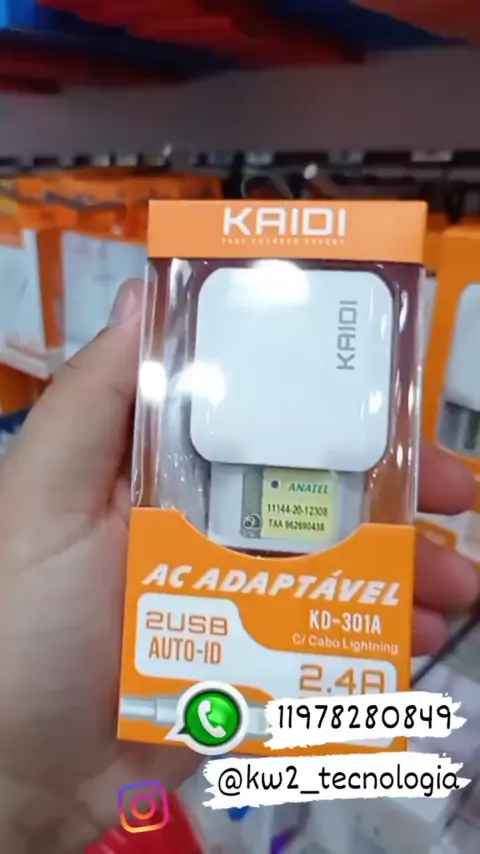 KAIDI
FAST CHARGER EXPERT
KAIDI
ANATEL
11144-20-12308
TAA 962690438
AC ADAPTÁVEL
KD-301A
C/ Cabo Lightning
2USB
AUTO-ID
2.4A
11978280849
@kw2_tecnologia